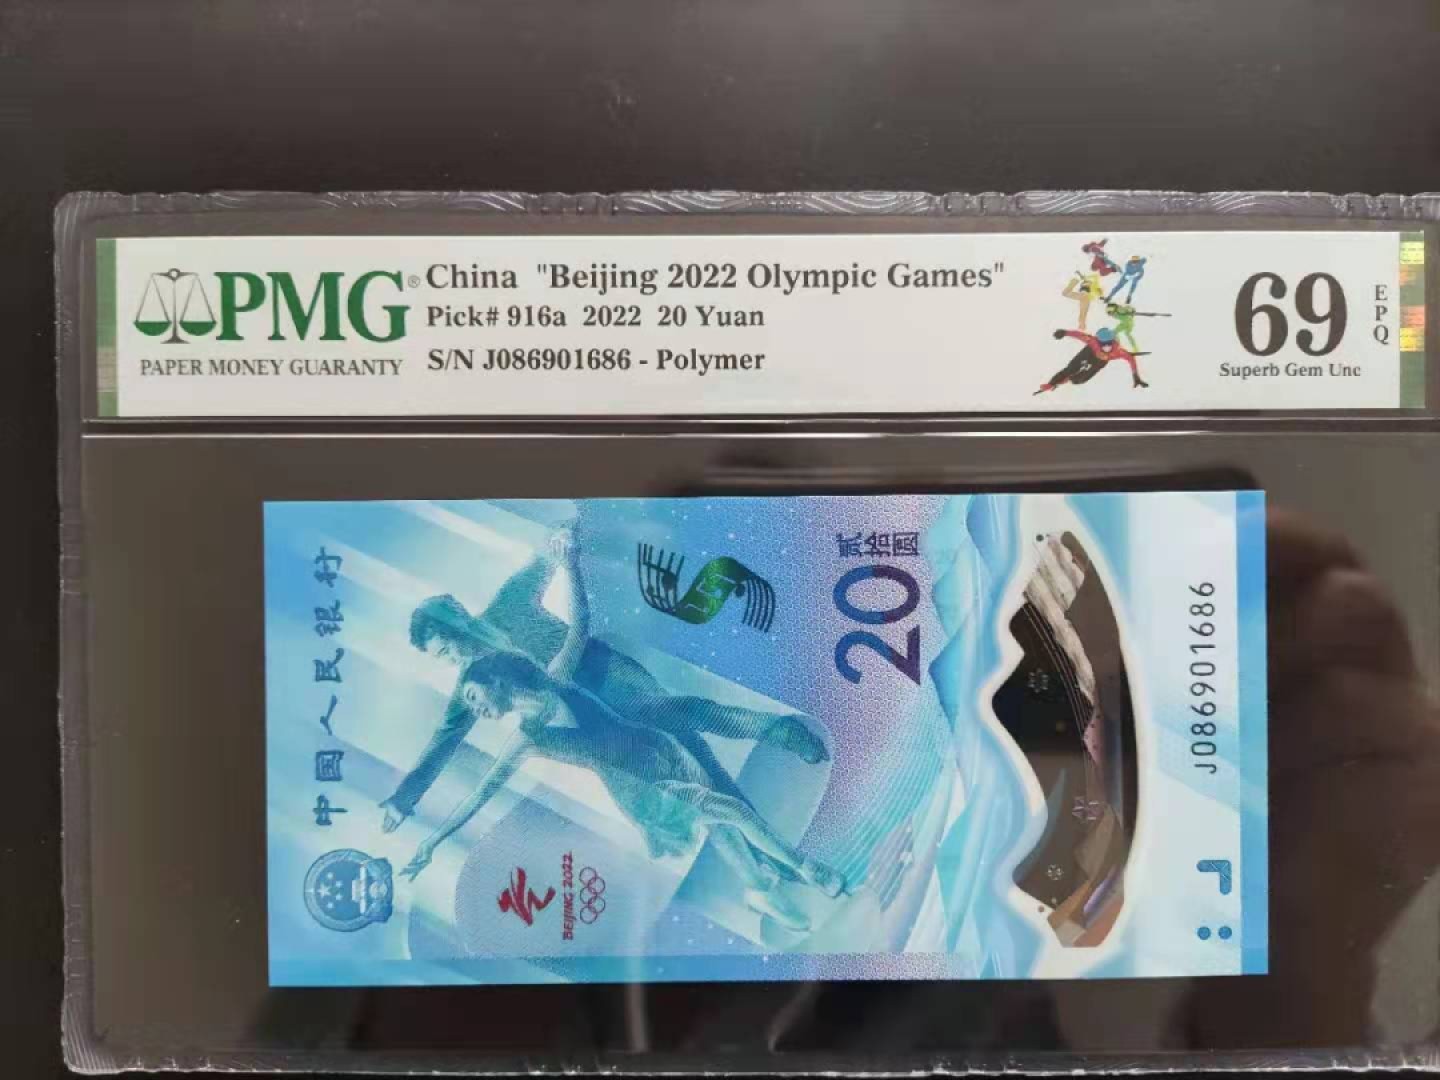 PMG®
PAPER MONEY GUARANTY
China "Beijing 2022 Olympic Games"
Pick# 916a 2022 20 Yuan
S/N J086901686 - Polymer
69
EPQ
Superb Gem Unc
中国人民银行
贰拾圆
20
BEIJING 2022
J086901686